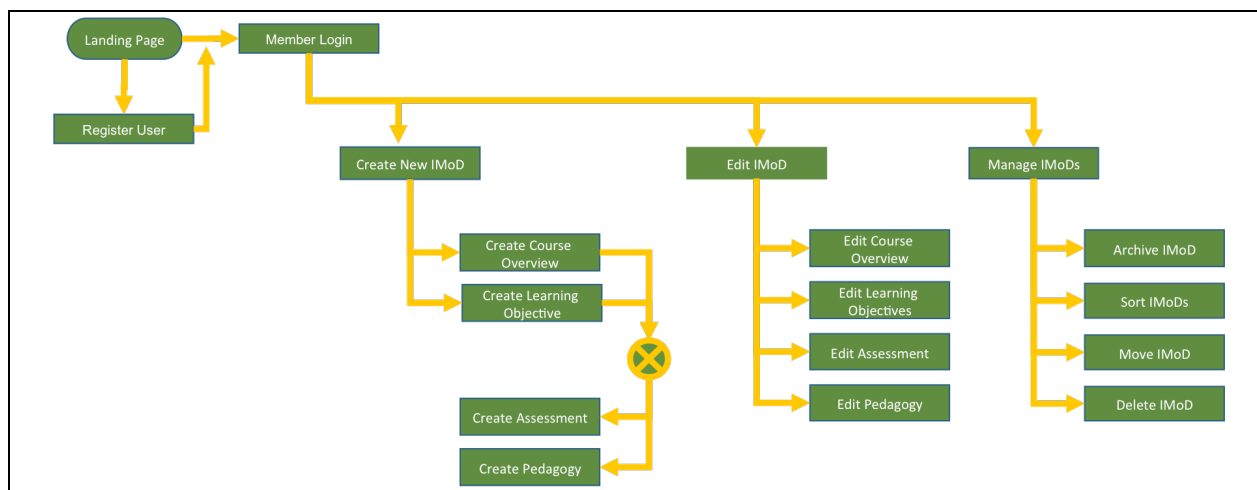 Landing Page
Member Login
Register User
Create New IMoD
Edit IMoD
Manage IMoDs
Create Course
Overview
Create Learning
Objective
Create Assessment
Create Pedagogy
Edit Course
Overview
Edit Learning
Objectives
Edit Assessment
Edit Pedagogy
Archive IMoD
Sort IMoDs
Move IMoD
Delete IMoD